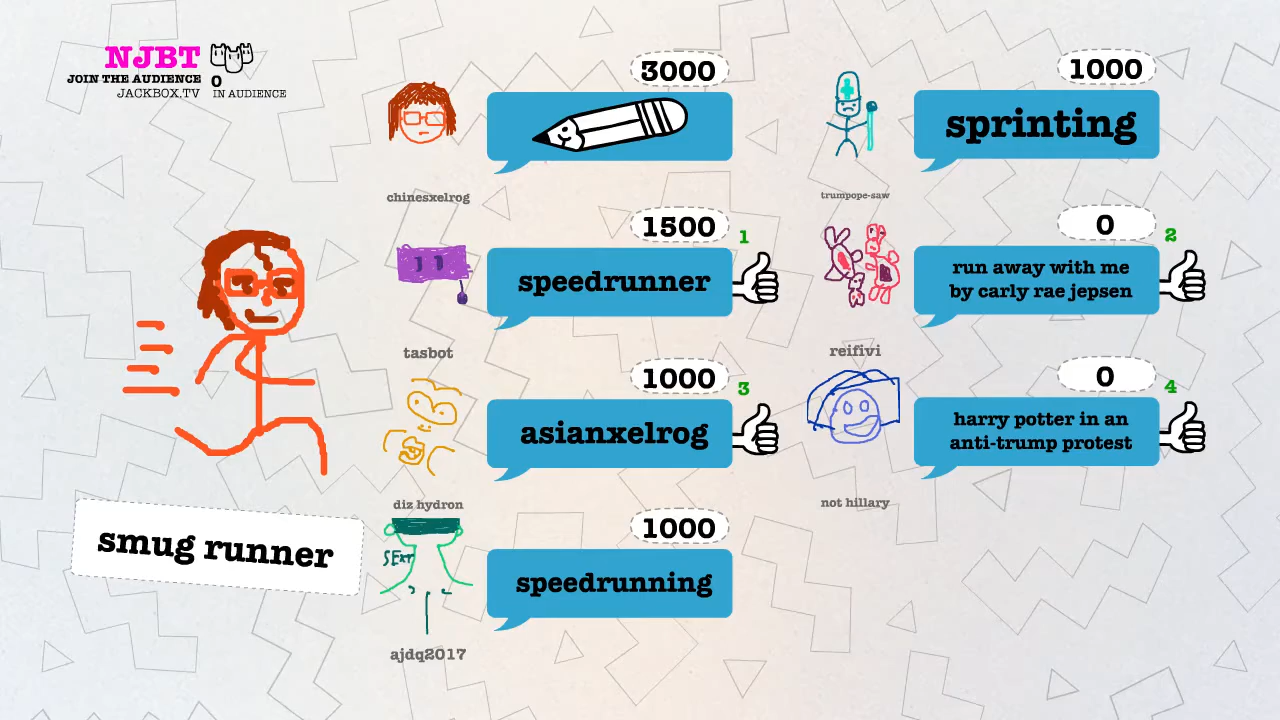 NJBT
JOIN THE AUDIENCE
JACKBOX.TV
0
IN AUDIENCE
smug runner
3000
chinesxelrog
1000
sprinting
trumpope-saw
1500
1
speedrunner
tasbot
0
2
run away with me
by carly rae jepsen
reifivi
1000
3
asianxelrog
diz hydron
0
4
harry potter in an
anti-trump protest
not hillary
1000
SExy
speedrunning
ajdq2017